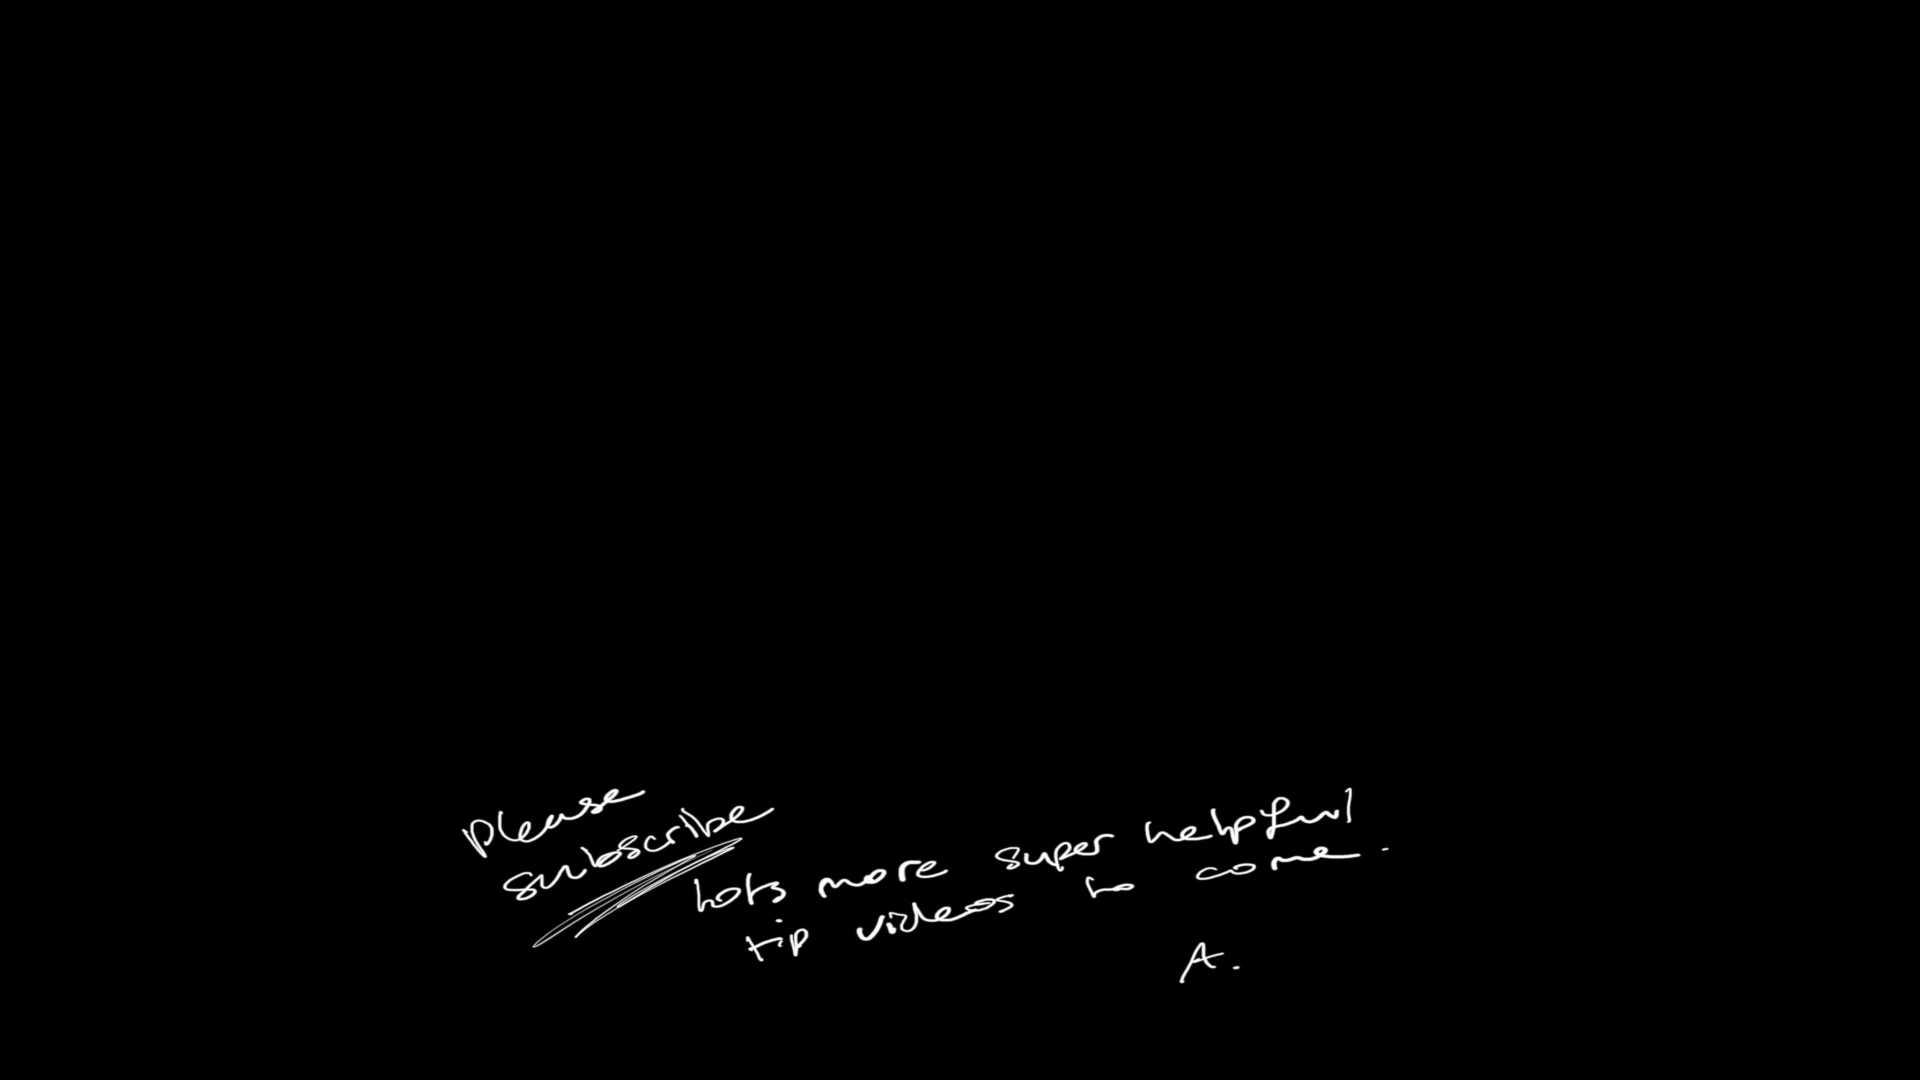 please
subscribe
lots more super helpful
tip videos to come.
A.